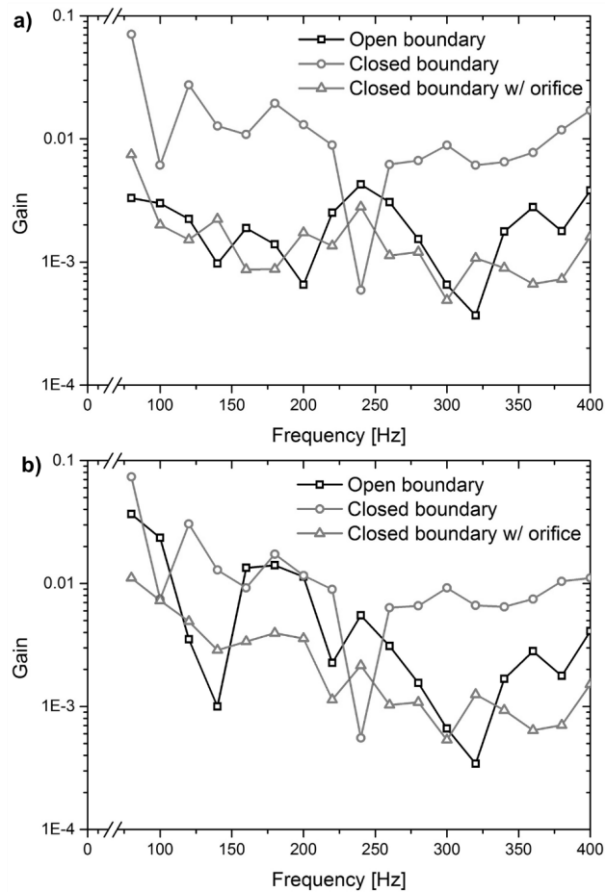 a)
0.1
0.01
1E-3
1E-4
Gain
Open boundary
Closed boundary
Closed boundary w/ orifice
0 100 150 200 250 300 350 400
Frequency [Hz]
b)
0.1
0.01
1E-3
1E-4
Gain
Open boundary
Closed boundary
Closed boundary w/ orifice
0 100 150 200 250 300 350 400
Frequency [Hz]